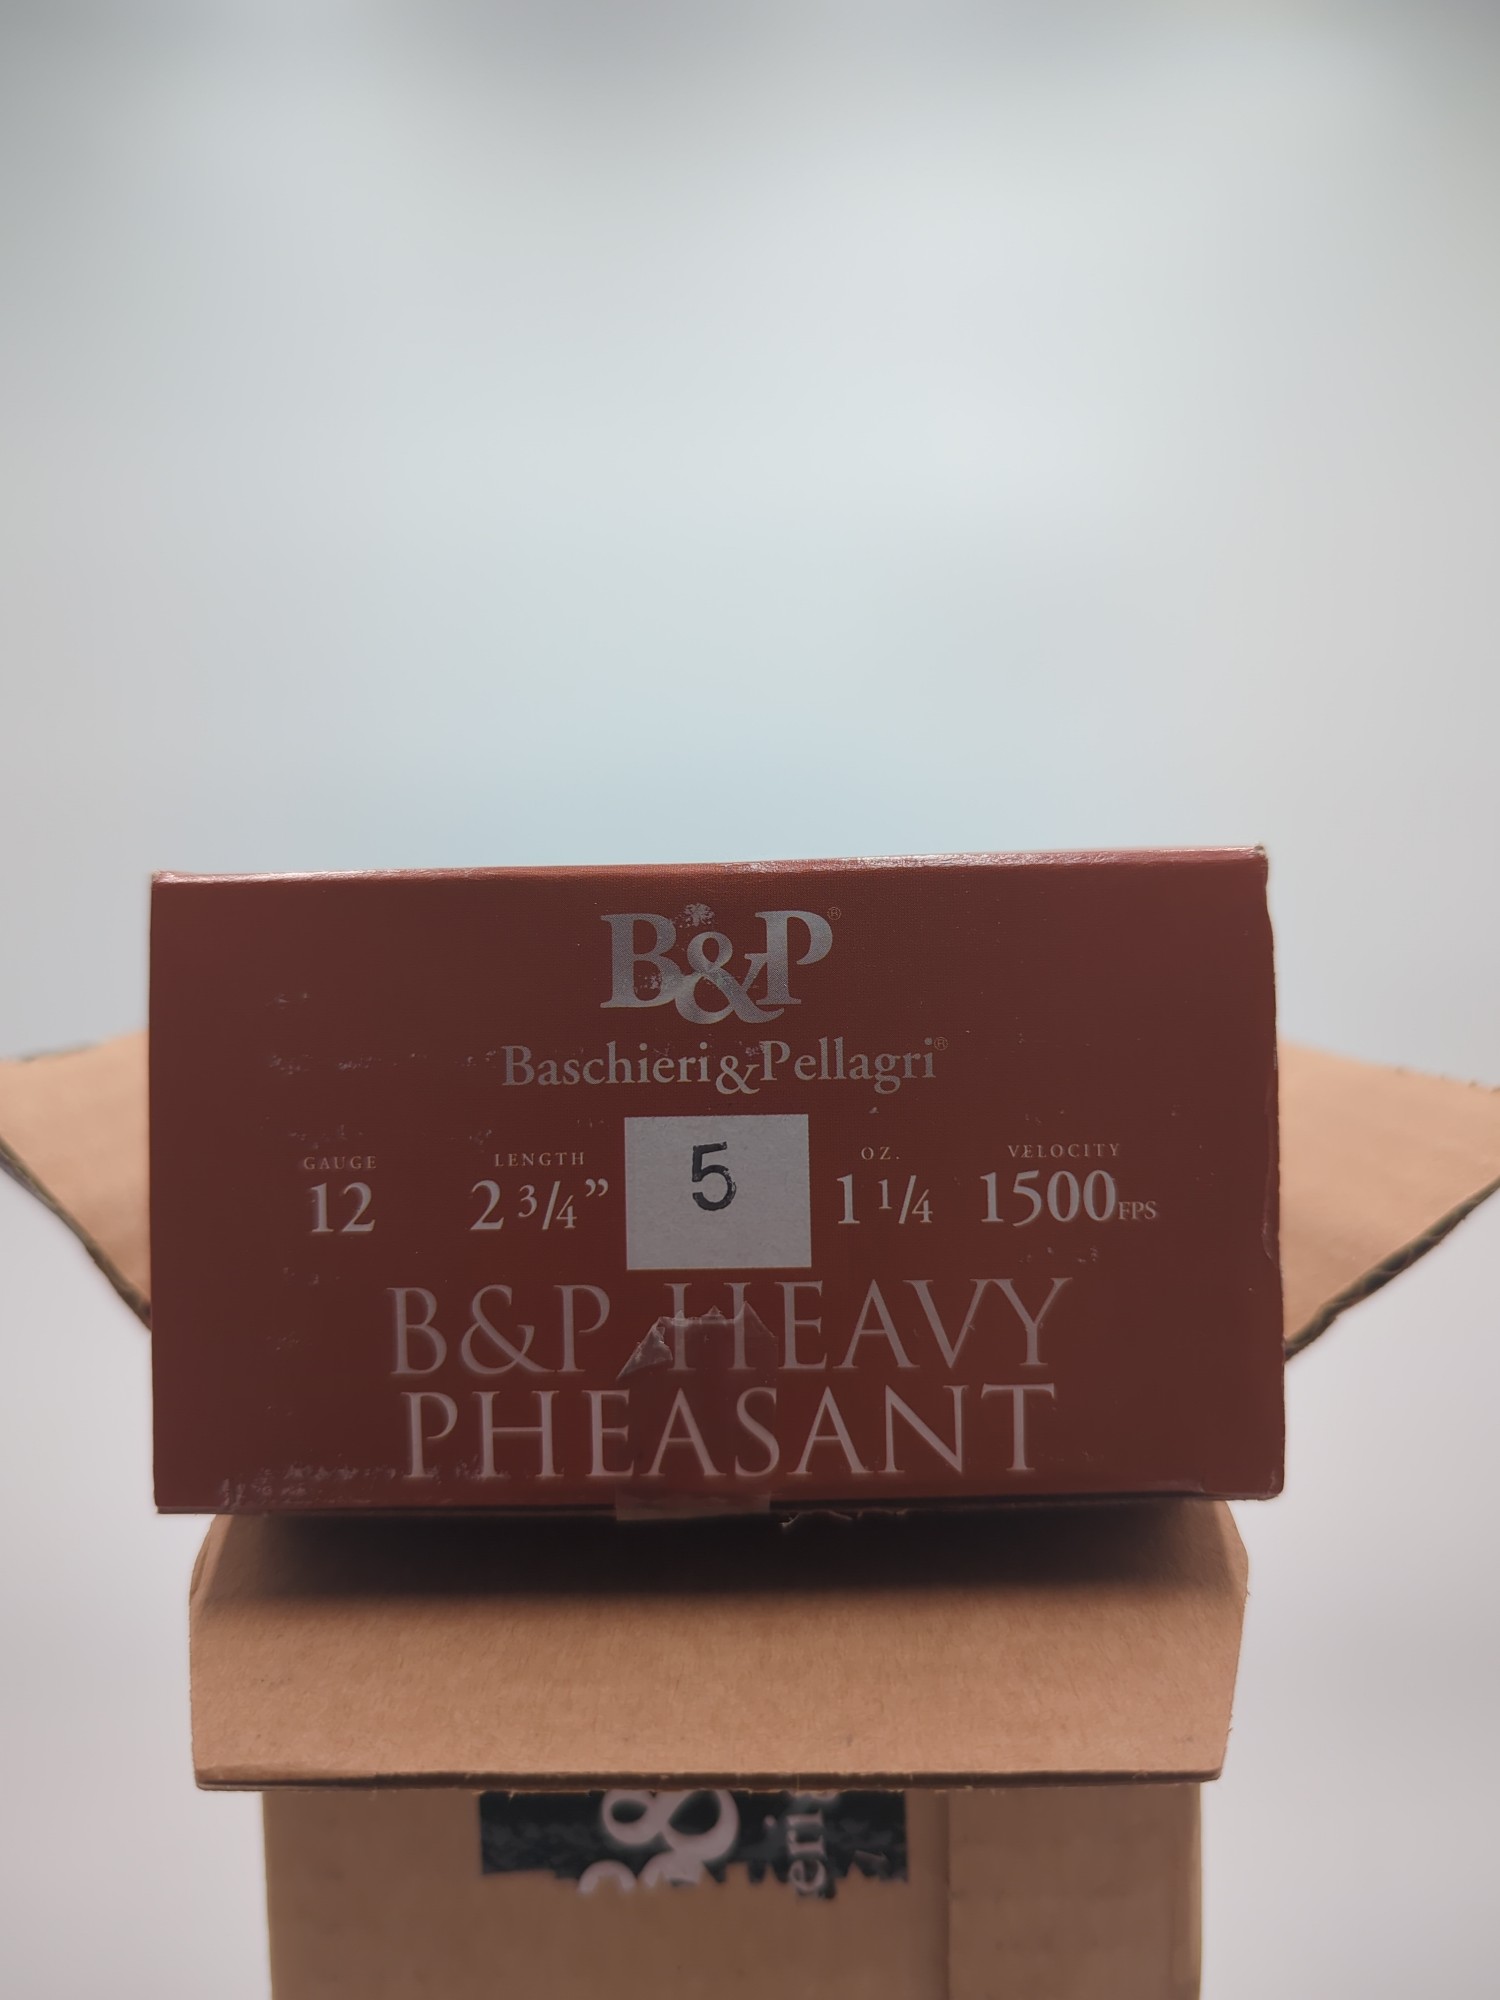 B&P®
Baschieri&Pellagri®
GAUGE LENGTH OZ. VELOCITY
12 2 3/4” 5 1 1/4 1500FPS
B&P HEAVY
PHEASANT